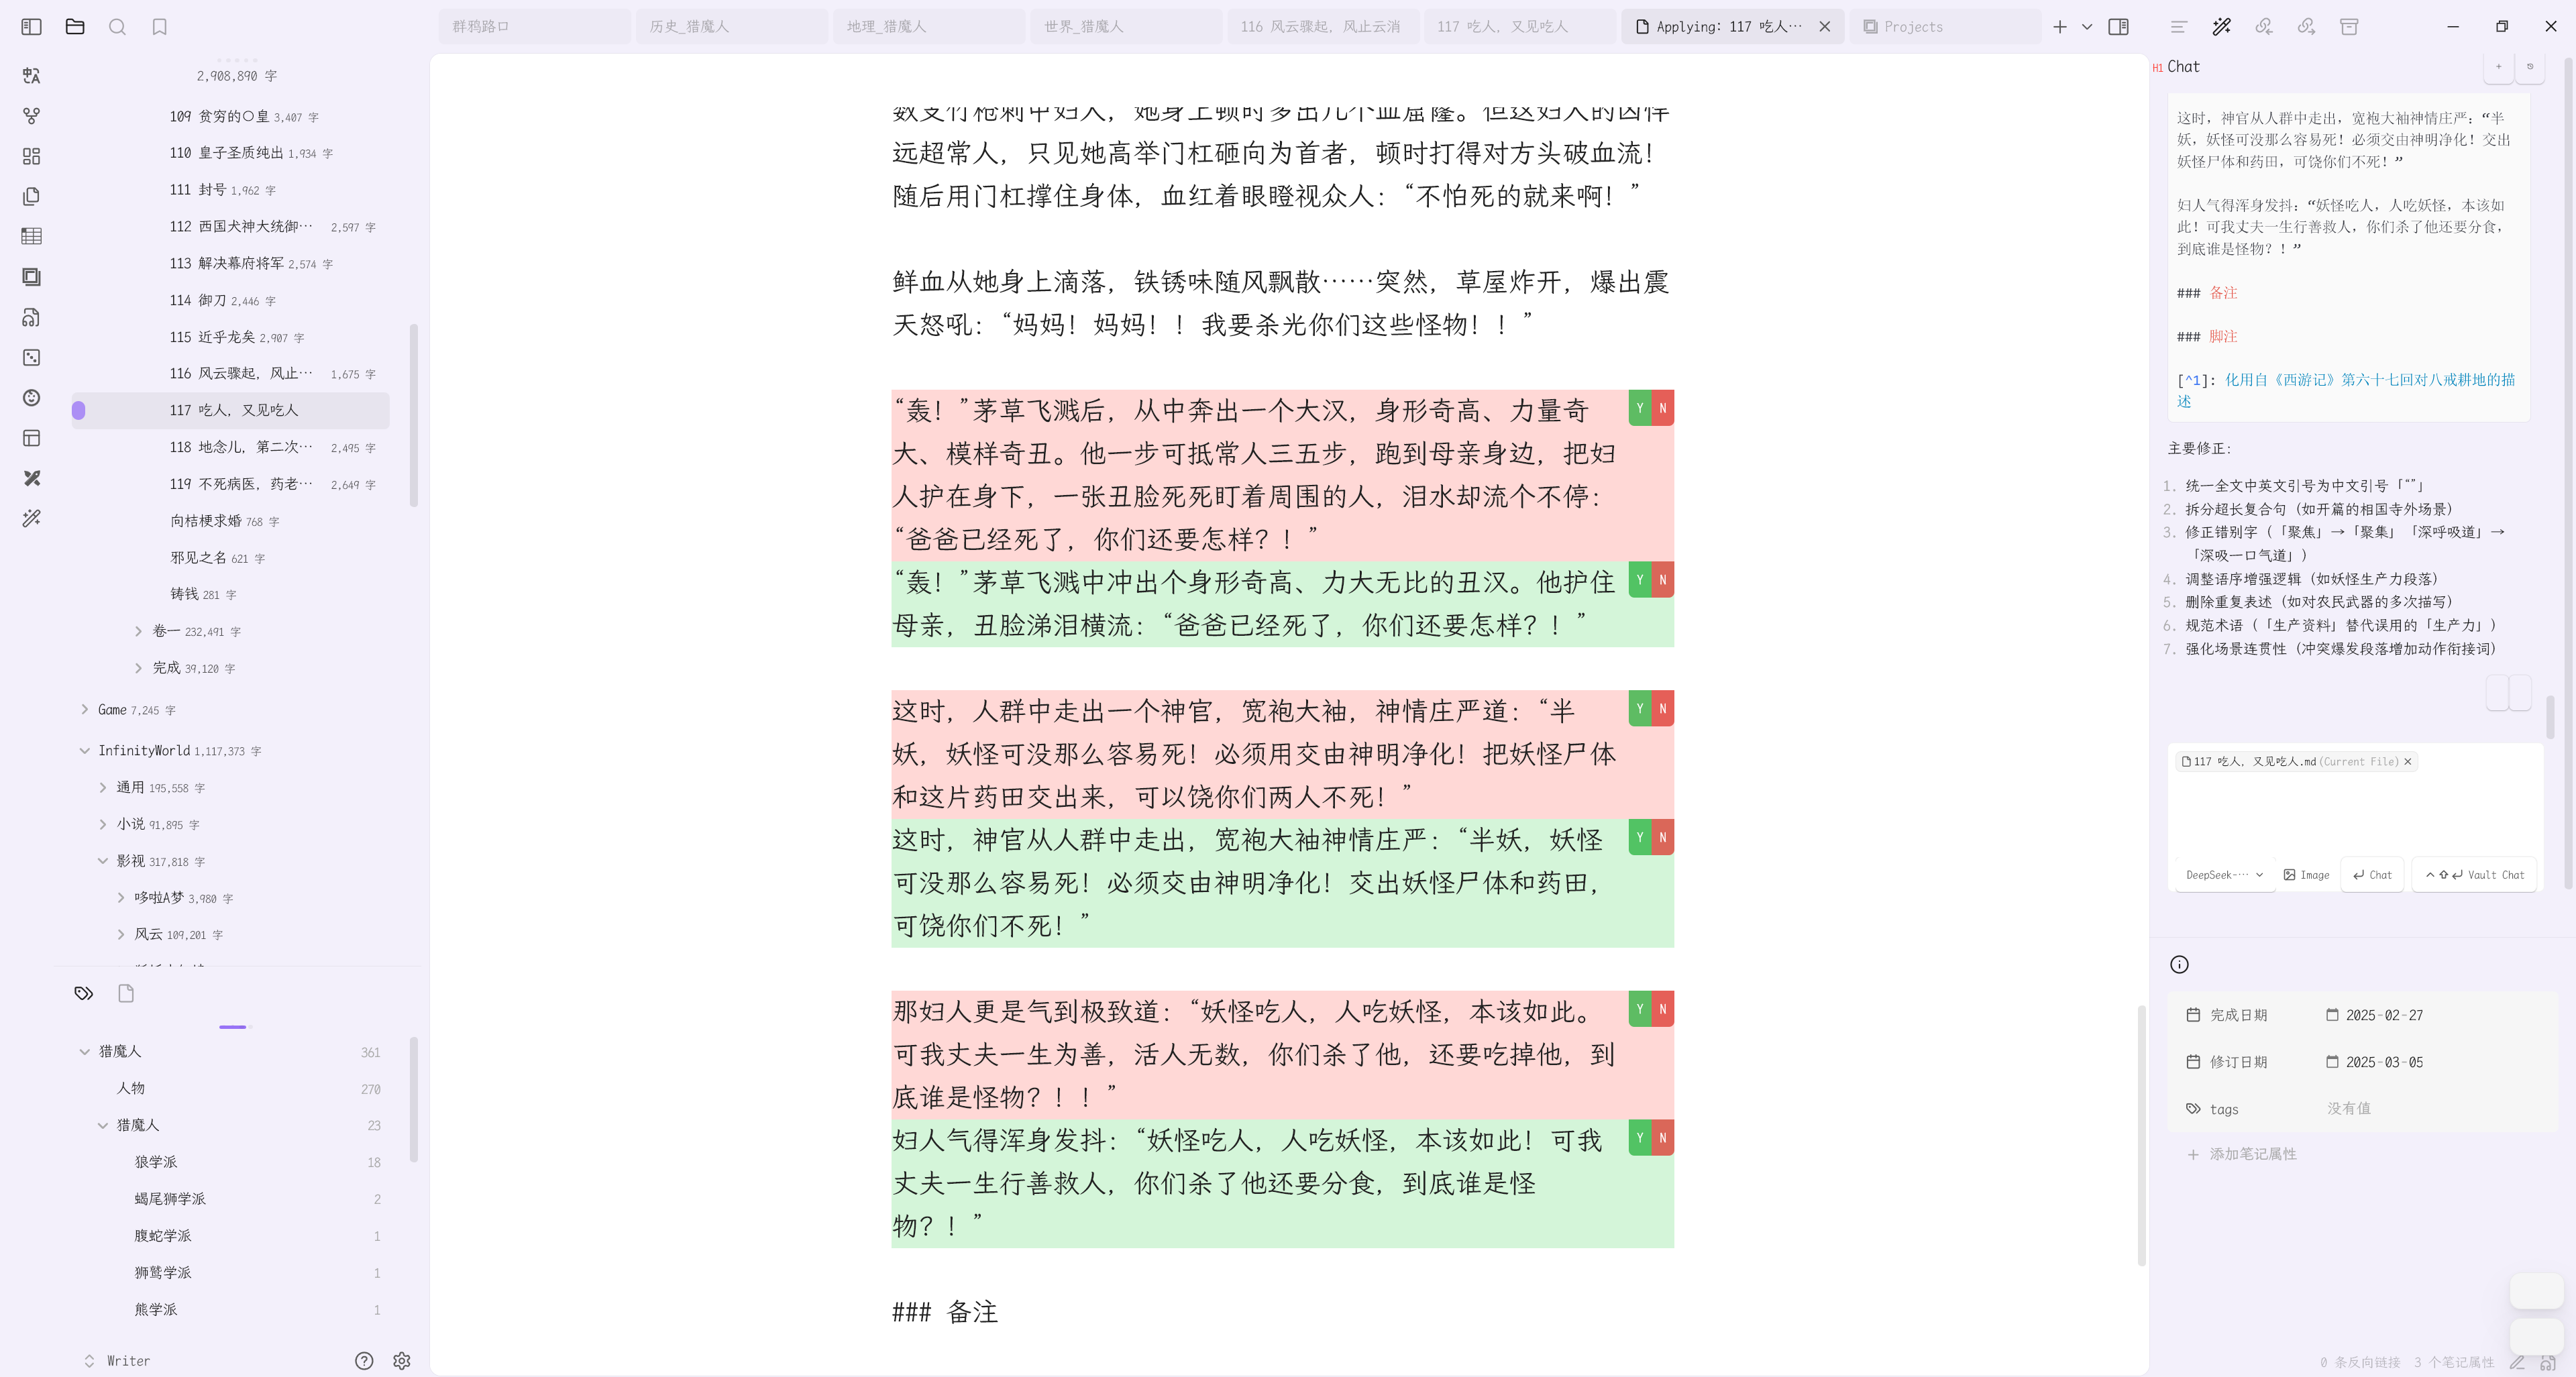 群鸦路口
历史_猎魔人
地理_猎魔人
世界_猎魔人
116 风云骤起，风止云消
117 吃人，又见吃人
Applying: 117 吃人…
Projects
2,908,890 字
109 贫穷的〇皇 3,407 字
110 皇子圣质纯出 1,934 字
111 封号 1,962 字
112 西国犬神大统御… 2,597 字
113 解决幕府将军 2,574 字
114 御刀 2,446 字
115 近乎龙矣 2,907 字
116 风云骤起，风止… 1,675 字
117 吃人，又见吃人
118 地念儿，第二次… 2,495 字
119 不死病医，药老… 2,649 字
向桔梗求婚 768 字
邪见之名 621 字
铸钱 281 字
卷一 232,491 字
完成 39,120 字
Game 7,245 字
InfinityWorld 1,117,373 字
通用 195,558 字
小说 91,895 字
影视 317,818 字
哆啦A梦 3,980 字
风云 109,201 字
猎魔人 361
人物 270
猎魔人 23
狼学派 18
蝎尾狮学派 2
腹蛇学派 1
狮鹫学派 1
熊学派 1
Writer
数支竹枪刺中妇人，她身上顿时多出几个血窟窿。但这妇人的凶悍
远超常人，只见她高举门杠砸向为首者，顿时打得对方头破血流！
随后用门杠撑住身体，血红着眼瞪视众人：“不怕死的就来啊！”
鲜血从她身上滴落，铁锈味随风飘散……突然，草屋炸开，爆出震
天怒吼：“妈妈！妈妈！！我要杀光你们这些怪物！！”
“轰！”茅草飞溅后，从中奔出一个大汉，身形奇高、力量奇
Y N
大、模样奇丑。他一步可抵常人三五步，跑到母亲身边，把妇
人护在身下，一张丑脸死死盯着周围的人，泪水却流个不停：
“爸爸已经死了，你们还要怎样？！”
“轰！”茅草飞溅中冲出个身形奇高、力大无比的丑汉。他护住
Y N
母亲，丑脸涕泪横流：“爸爸已经死了，你们还要怎样？！”
这时，人群中走出一个神官，宽袍大袖，神情庄严道：“半
Y N
妖，妖怪可没那么容易死！必须用交由神明净化！把妖怪尸体
和这片药田交出来，可以饶你们两人不死！”
这时，神官从人群中走出，宽袍大袖神情庄严：“半妖，妖怪
Y N
可没那么容易死！必须交由神明净化！交出妖怪尸体和药田，
可饶你们不死！”
那妇人更是气到极致道：“妖怪吃人，人吃妖怪，本该如此。
Y N
可我丈夫一生为善，活人无数，你们杀了他，还要吃掉他，到
底谁是怪物？！！”
妇人气得浑身发抖：“妖怪吃人，人吃妖怪，本该如此！可我
Y N
丈夫一生行善救人，你们杀了他还要分食，到底谁是怪
物？！”
### 备注
H1 Chat
这时，神官从人群中走出，宽袍大袖神情庄严：“半
妖，妖怪可没那么容易死！必须交由神明净化！交出
妖怪尸体和药田，可饶你们不死！”
妇人气得浑身发抖：“妖怪吃人，人吃妖怪，本该如
此！可我丈夫一生行善救人，你们杀了他还要分食，
到底谁是怪物？！”
### 备注
### 脚注
[^1]: 化用自《西游记》第六十七回对八戒耕地的描
述
主要修正：
1. 统一全文中英文引号为中文引号「“”」
2. 拆分超长复合句（如开篇的相国寺外场景）
3. 修正错别字（「聚焦」→「聚集」「深呼吸道」→
「深吸一口气道」）
4. 调整语序增强逻辑（如妖怪生产力段落）
5. 删除重复表述（如对农民武器的多次描写）
6. 规范术语（「生产资料」替代误用的「生产力」）
7. 强化场景连贯性（冲突爆发段落增加动作衔接词）
117 吃人，又见吃人.md (Current File)
DeepSeek-…
Image
Chat
Vault Chat
完成日期 2025-02-27
修订日期 2025-03-05
tags 没有值
添加笔记属性
0 条反向链接 3 个笔记属性